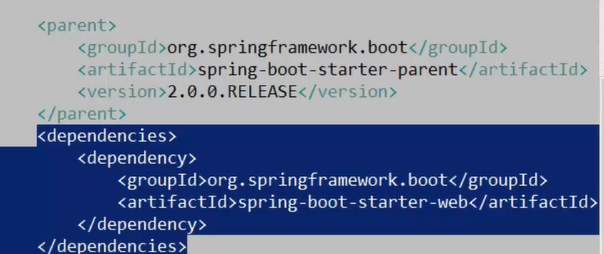 <parent>
<groupId>org.springframework.boot</groupId>
<artifactId>spring-boot-starter-parent</artifactId>
<version>2.0.0.RELEASE</version>
</parent>
<dependencies>
<dependency>
<groupId>org.springframework.boot</groupId>
<artifactId>spring-boot-starter-web</artifactId>
</dependency>
</dependencies>